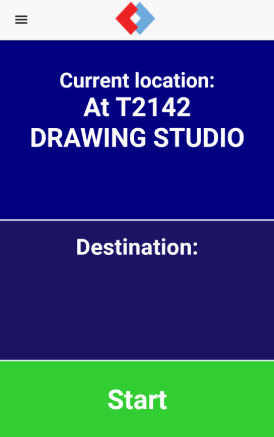 Current location:
At T2142
DRAWING STUDIO
Destination:
Start